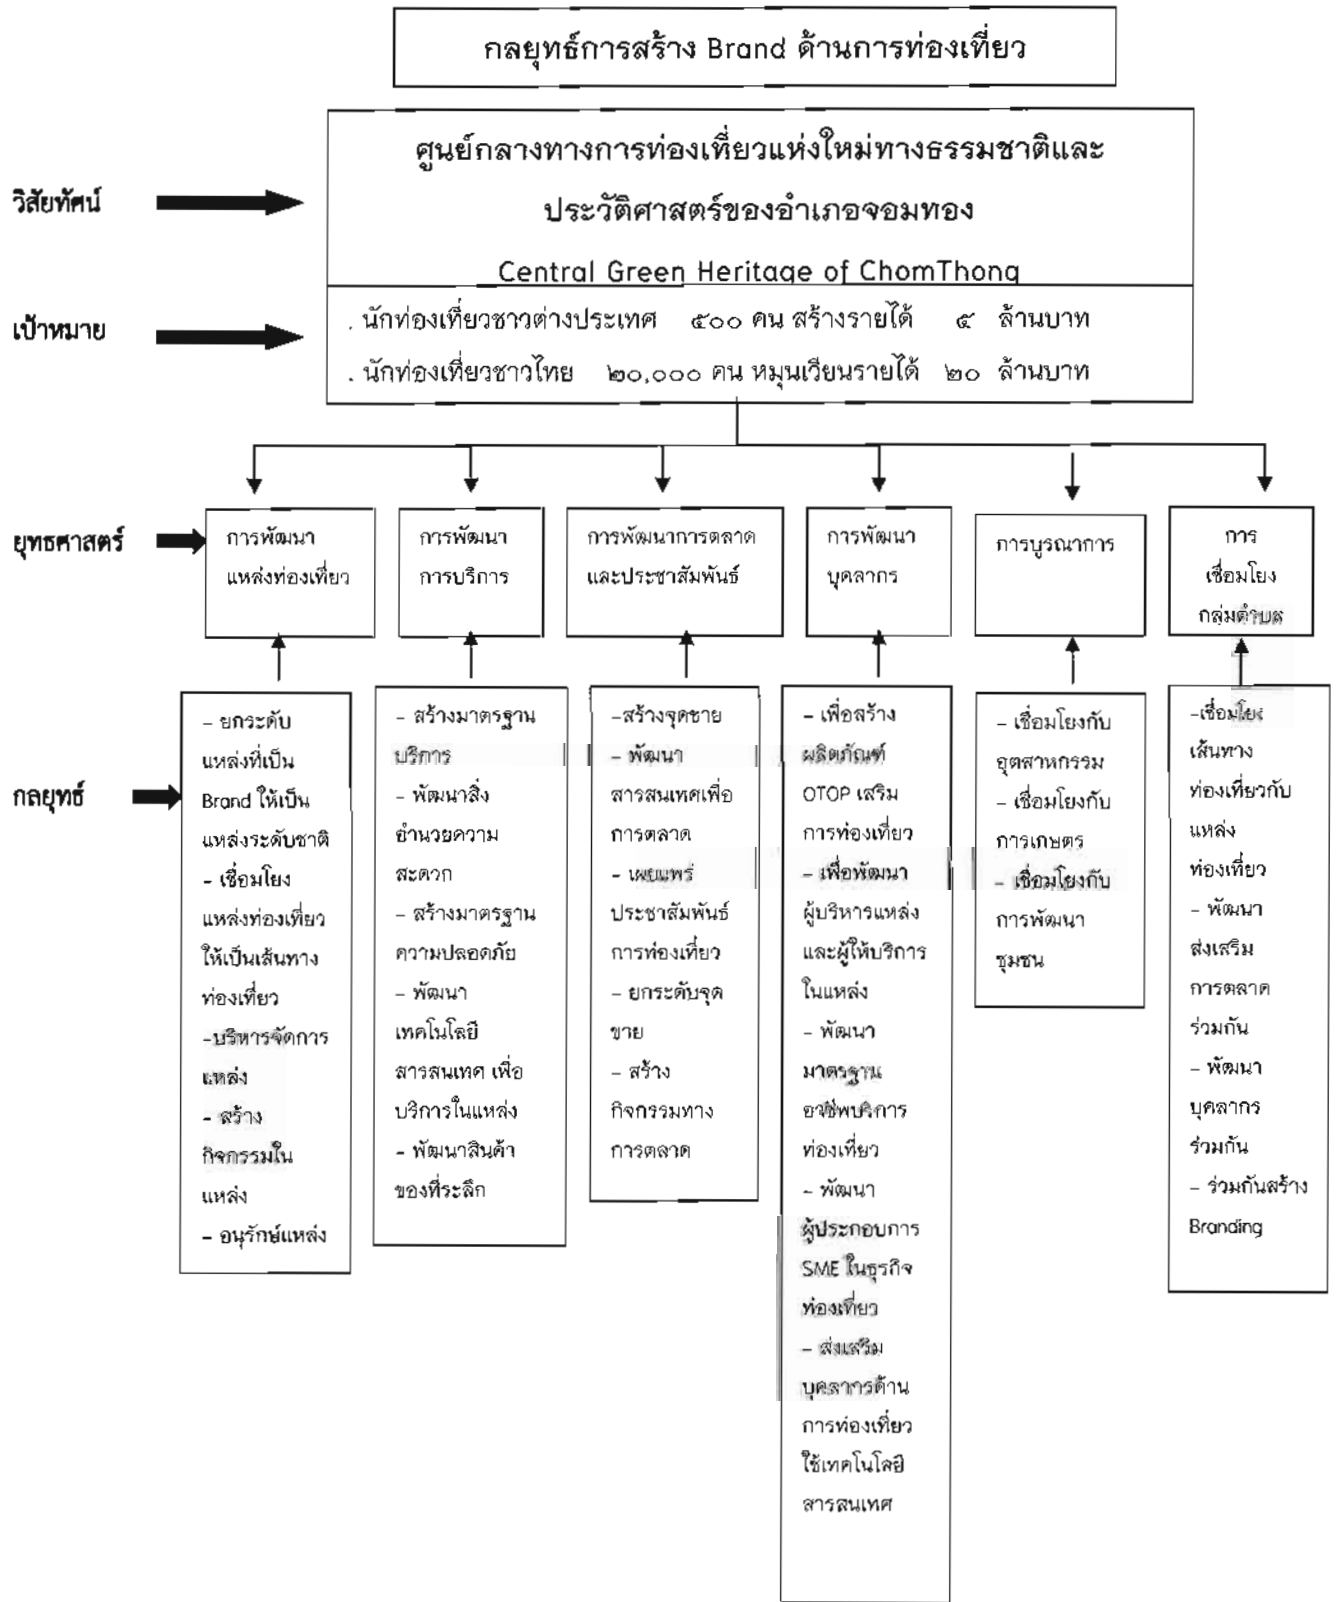 กลยุทธ์การสร้าง Brand ด้านการท่องเที่ยว
วิสัยทัศน์
ศูนย์กลางทางการท่องเที่ยวแห่งใหม่ทางธรรมชาติและ
ประวัติศาสตร์ของอำเภอจอมทอง
Central Green Heritage of ChomThong
เป้าหมาย
. นักท่องเที่ยวชาวต่างประเทศ ๕๐๐ คน สร้างรายได้ ๕ ล้านบาท
. นักท่องเที่ยวชาวไทย ๒๐,๐๐๐ คน หมุนเวียนรายได้ ๒๐ ล้านบาท
ยุทธศาสตร์
การพัฒนา
แหล่งท่องเที่ยว
การพัฒนา
การบริการ
การพัฒนาการตลาด
และประชาสัมพันธ์
การพัฒนา
บุคลากร
การบูรณาการ
การ
เชื่อมโยง
กลุ่มตำบล
กลยุทธ์
- ยกระดับ
แหล่งที่เป็น
Brand ให้เป็น
แหล่งระดับชาติ
- เชื่อมโยง
แหล่งท่องเที่ยว
ให้เป็นเส้นทาง
ท่องเที่ยว
-บริหารจัดการ
แหล่ง
- สร้าง
กิจกรรมใน
แหล่ง
- อนุรักษ์แหล่ง
- สร้างมาตรฐาน
บริการ
- พัฒนาสิ่ง
อำนวยความ
สะดวก
- สร้างมาตรฐาน
ความปลอดภัย
- พัฒนา
เทคโนโลยี
สารสนเทศ เพื่อ
บริการในแหล่ง
- พัฒนาสินค้า
ของที่ระลึก
-สร้างจุดขาย
- พัฒนา
สารสนเทศเพื่อ
การตลาด
- เผยแพร่
ประชาสัมพันธ์
การท่องเที่ยว
- ยกระดับจุด
ขาย
- สร้าง
กิจกรรมทาง
การตลาด
- เพื่อสร้าง
ผลิตภัณฑ์
OTOP เสริม
การท่องเที่ยว
- เพื่อพัฒนา
ผู้บริหารแหล่ง
และผู้ให้บริการ
ในแหล่ง
- พัฒนา
มาตรฐาน
อาชีพบริการ
ท่องเที่ยว
- พัฒนา
ผู้ประกอบการ
SME ในธุรกิจ
ท่องเที่ยว
- ส่งเสริม
บุคลากรด้าน
การท่องเที่ยว
ใช้เทคโนโลยี
สารสนเทศ
- เชื่อมโยงกับ
อุตสาหกรรม
- เชื่อมโยงกับ
การเกษตร
- เชื่อมโยงกับ
การพัฒนา
ชุมชน
-เชื่อมโยง
เส้นทาง
ท่องเที่ยวกับ
แหล่ง
ท่องเที่ยว
- พัฒนา
ส่งเสริม
การตลาด
ร่วมกัน
- พัฒนา
บุคลากร
ร่วมกัน
- ร่วมกันสร้าง
Branding